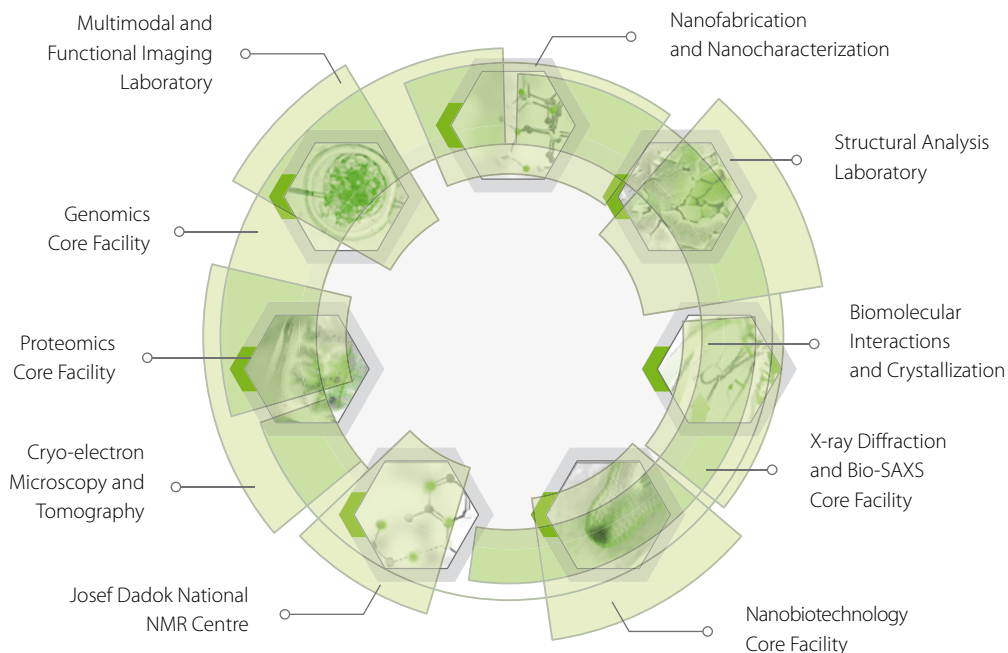 Multimodal and
Functional Imaging
Laboratory
Nanofabrication
and Nanocharacterization
Structural Analysis
Laboratory
Genomics
Core Facility
Biomolecular
Interactions
and Crystallization
Proteomics
Core Facility
X-ray Diffraction
and Bio-SAXS
Core Facility
Cryo-electron
Microscopy and
Tomography
Josef Dadok National
NMR Centre
Nanobiotechnology
Core Facility